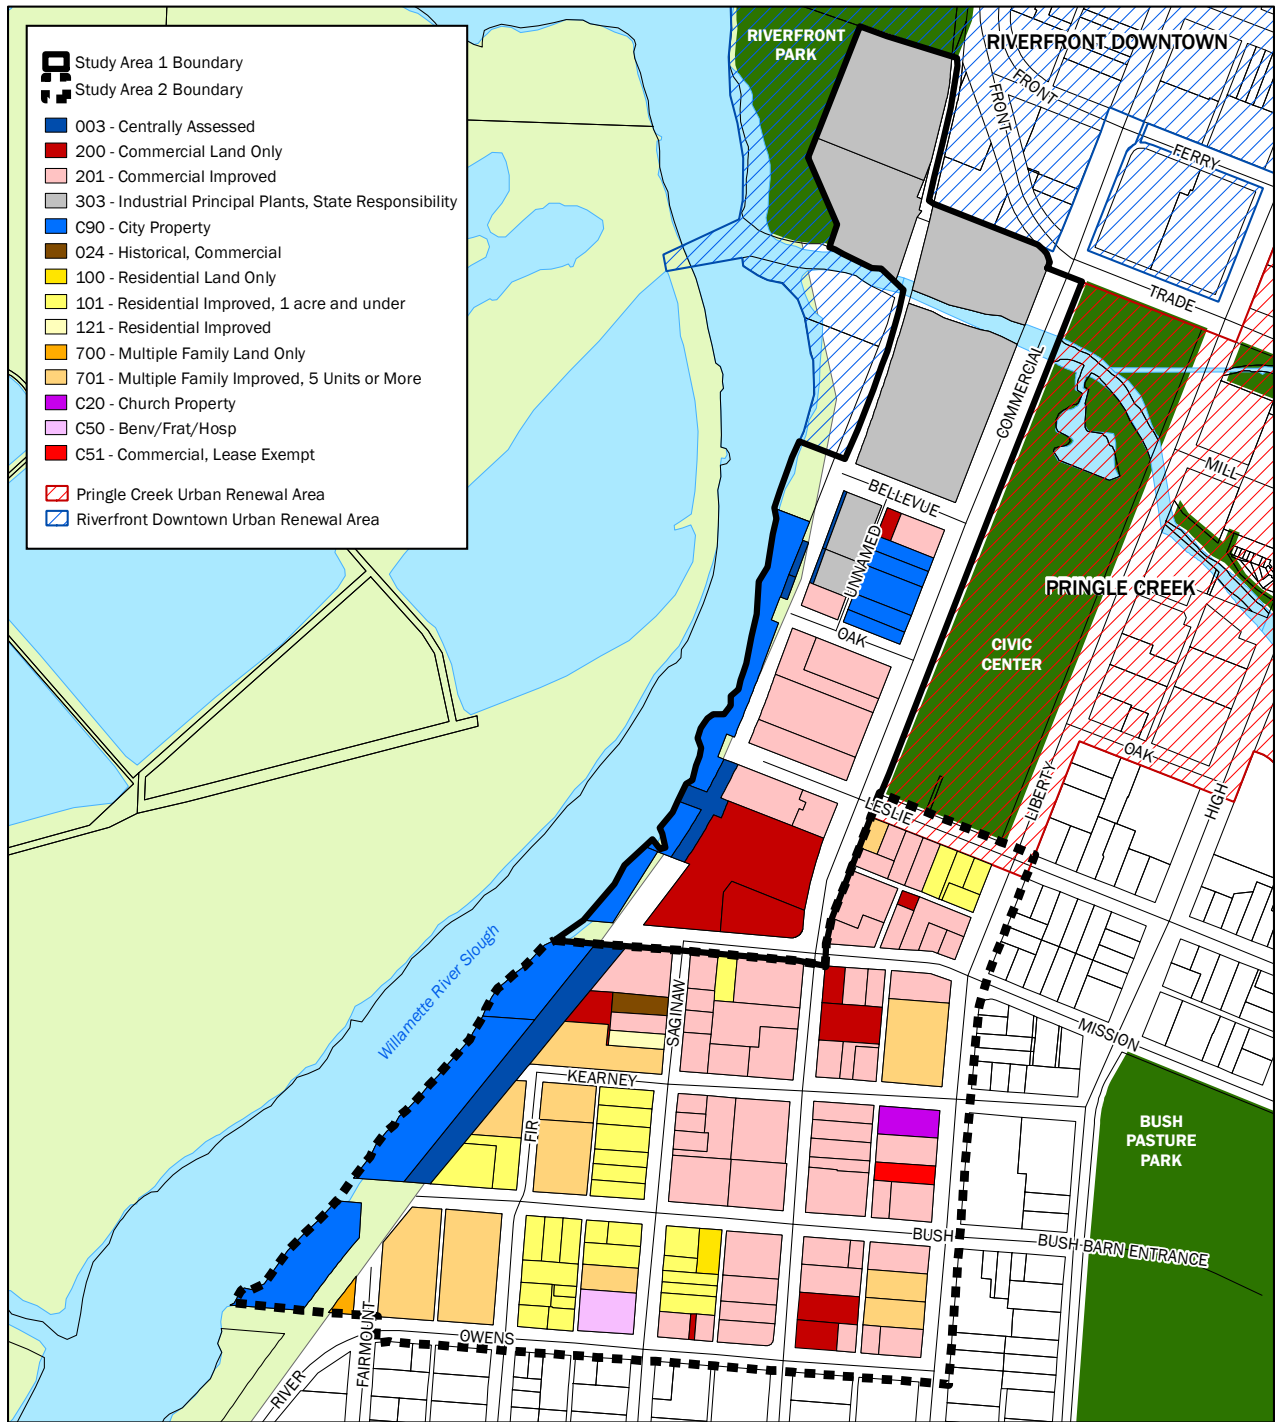 Study Area 1 Boundary
Study Area 2 Boundary
003 - Centrally Assessed
200 - Commercial Land Only
201 - Commercial Improved
303 - Industrial Principal Plants, State Responsibility
C90 - City Property
024 - Historical, Commercial
100 - Residential Land Only
101 - Residential Improved, 1 acre and under
121 - Residential Improved
700 - Multiple Family Land Only
701 - Multiple Family Improved, 5 Units or More
C20 - Church Property
C50 - Benv/Frat/Hosp
C51 - Commercial, Lease Exempt
Pringle Creek Urban Renewal Area
Riverfront Downtown Urban Renewal Area
RIVERFRONT
PARK
RIVERFRONT DOWNTOWN
FRONT
FRONT
FERRY
TRADE
COMMERCIAL
MILL
BELLEVUE
UNNAMED
PRINGLE CREEK
OAK
CIVIC
CENTER
OAK
LIBERTY
HIGH
LESLIE
Willamette River Slough
SAGINAW
MISSION
KEARNEY
FIR
BUSH
PASTURE
PARK
BUSH
BUSH BARN ENTRANCE
OWENS
FAIRMOUNT
RIVER